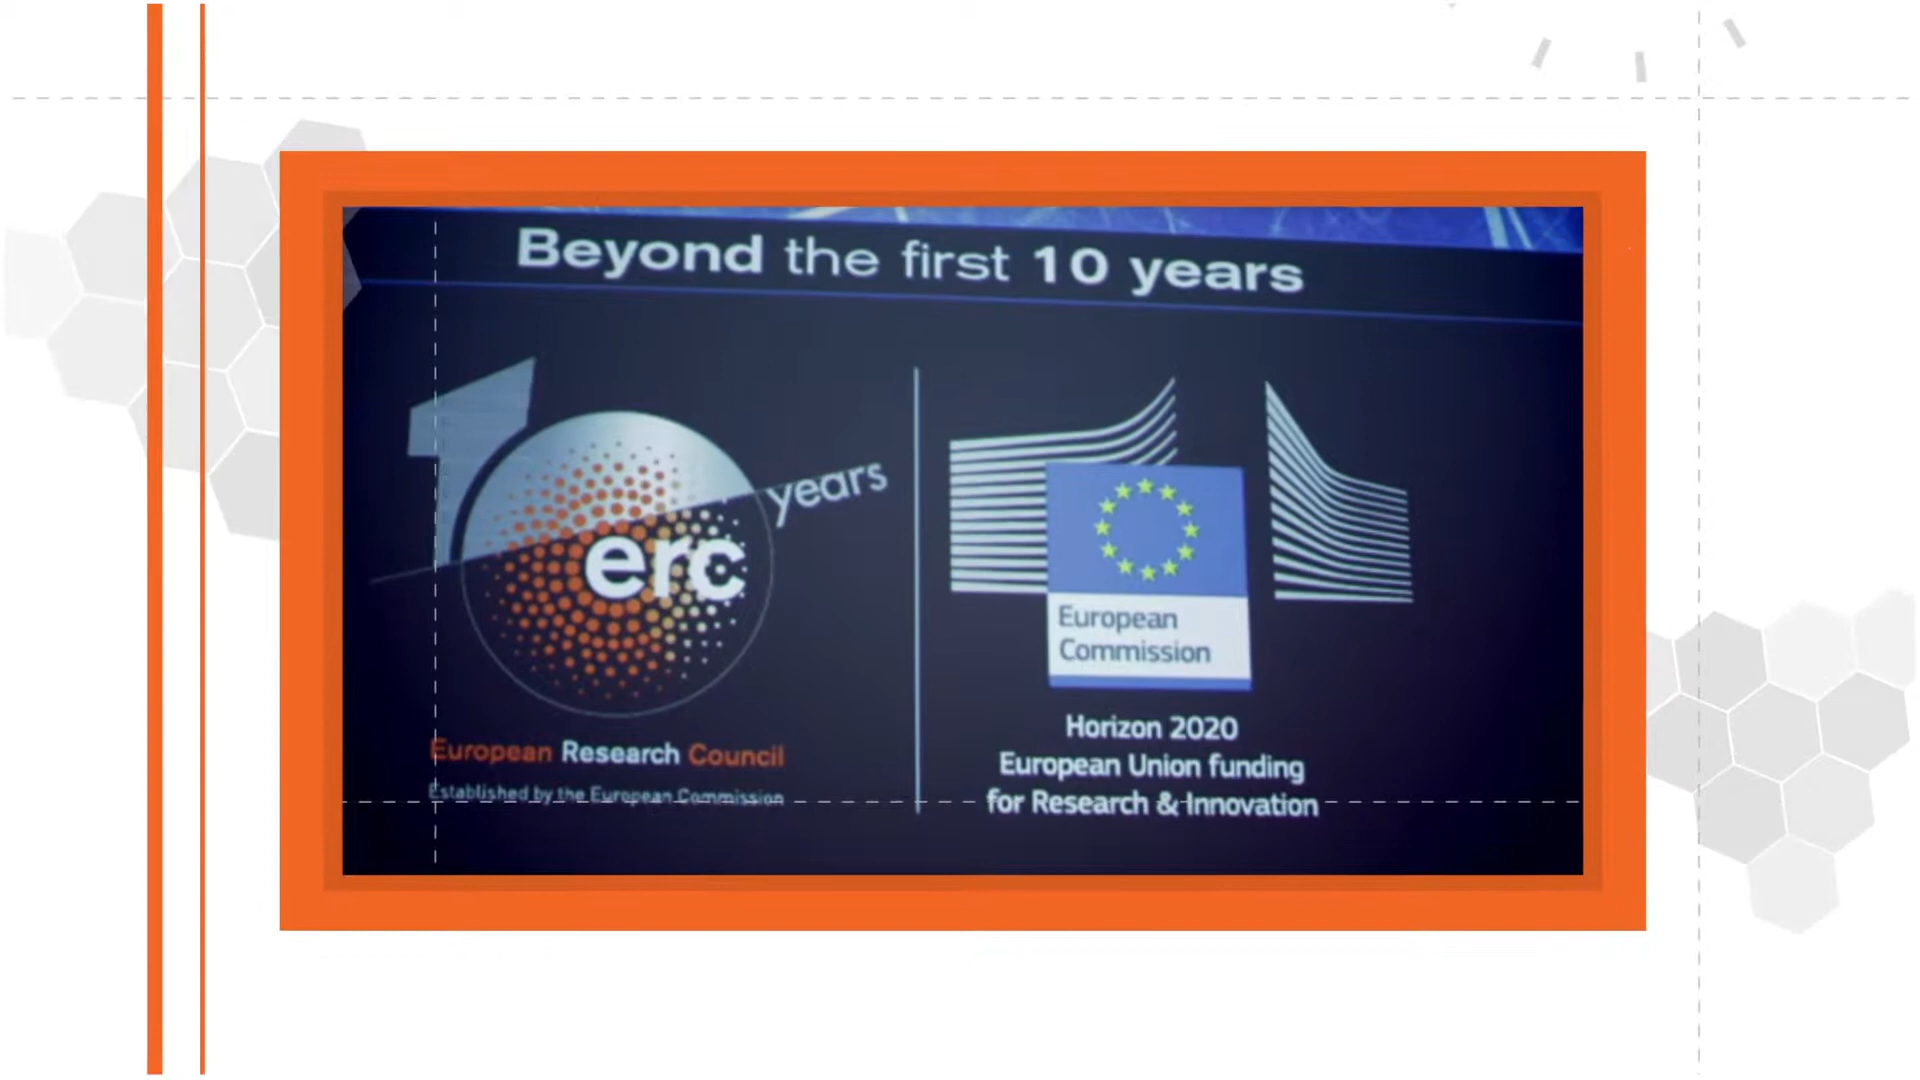 Beyond the first 10 years
10 years
erc
European Research Council
Established by the European Commission
European
Commission
Horizon 2020
European Union funding
for Research & Innovation